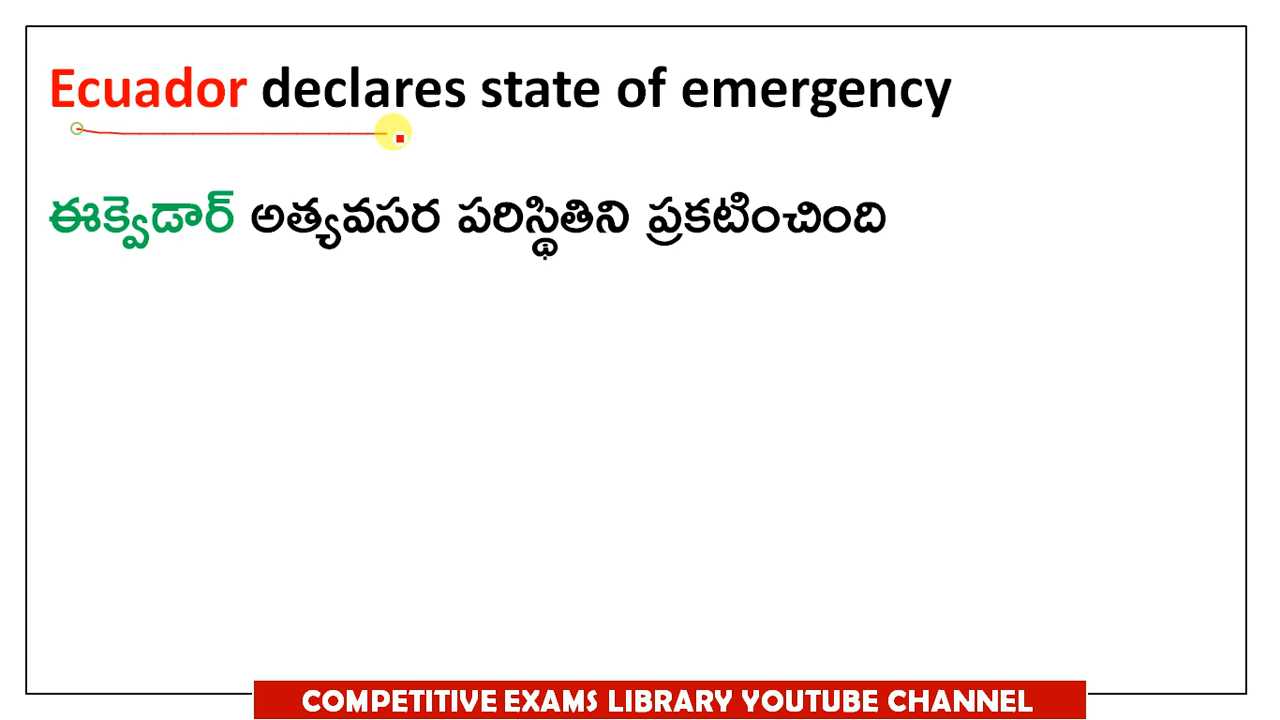 Ecuador declares state of emergency
ఈక్వెడార్ అత్యవసర పరిస్థితిని ప్రకటించింది
COMPETITIVE EXAMS LIBRARY YOUTUBE CHANNEL